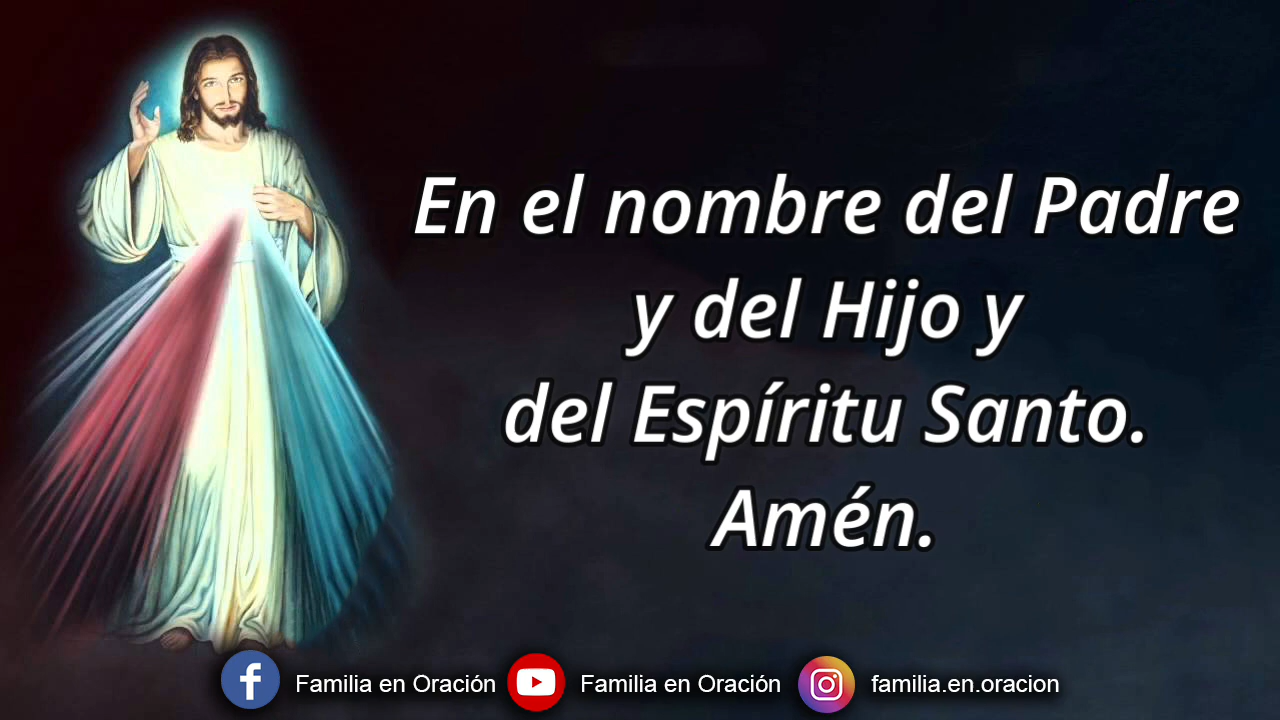 En el nombre del Padre
y del Hijo y
del Espíritu Santo.
Amén.
Familia en Oración Familia en Oración familia.en.oracion